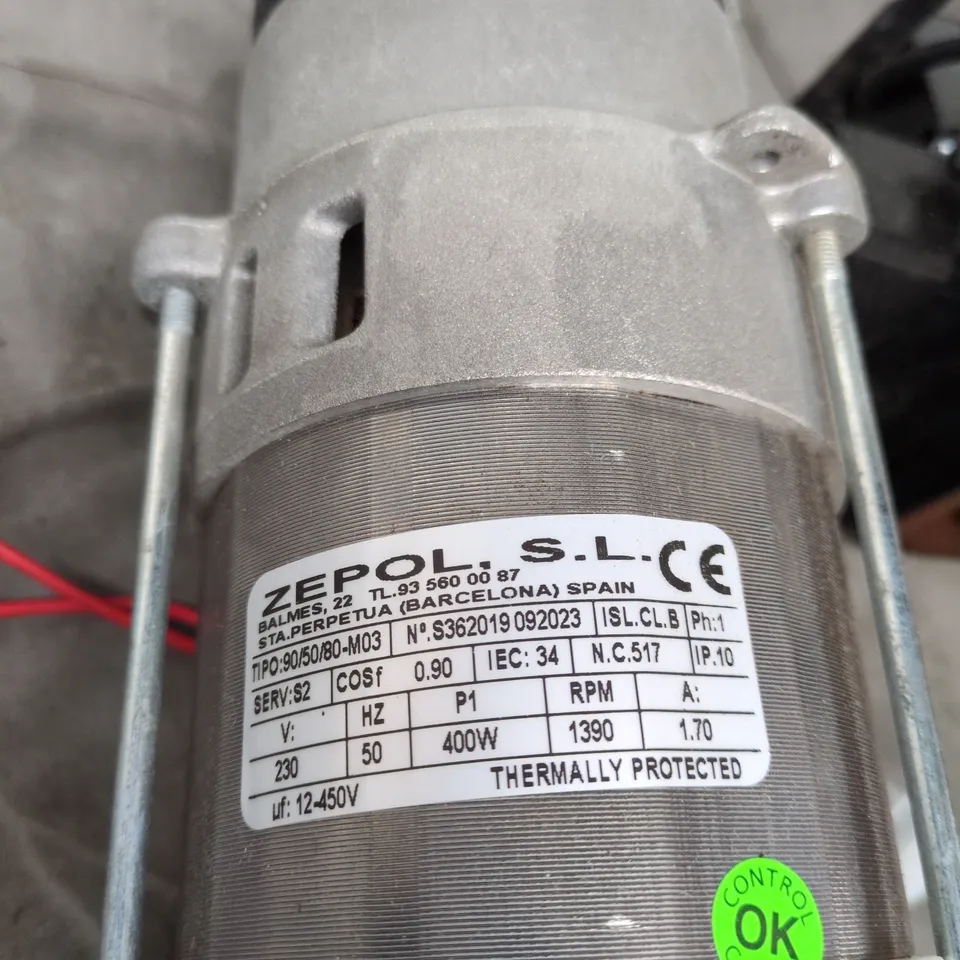 ZEPOL, S.L. CE
BALMES, 22 TL.93 560 00 87
STA.PERPETUA (BARCELONA) SPAIN
TIPO:90/50/80-M03 Nº.S362019 092023 ISL.CL.B Ph:1
SERV:S2 COSf 0.90 IEC: 34 N.C.517 IP.10
V: HZ P1 RPM A:
230 50 400W 1390 1.70
µf: 12-450V THERMALLY PROTECTED
CONTROL
OK